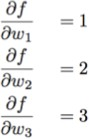 ∂f/∂w₁ = 1
∂f/∂w₂ = 2
∂f/∂w₃ = 3